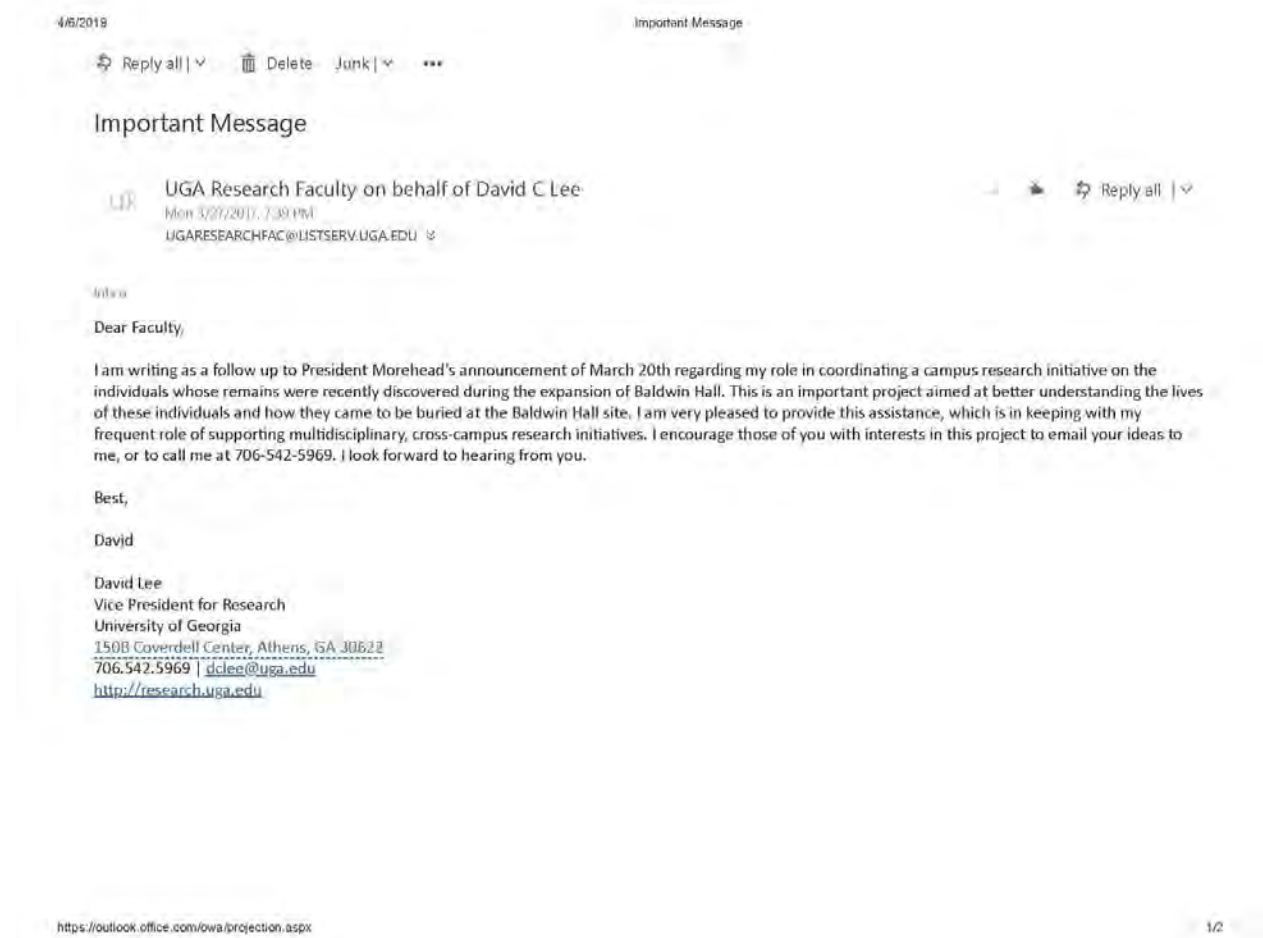 4/6/2019 Important Message
Reply all | Delete Junk | •••
Important Message
UGA Research Faculty on behalf of David C Lee
Reply all |
Mon 3/27/2017, 7:39 PM
UGARESEARCHFAC@LISTSERV.UGA.EDU
Inbox
Dear Faculty,
I am writing as a follow up to President Morehead's announcement of March 20th regarding my role in coordinating a campus research initiative on the
individuals whose remains were recently discovered during the expansion of Baldwin Hall. This is an important project aimed at better understanding the lives
of these individuals and how they came to be buried at the Baldwin Hall site. I am very pleased to provide this assistance, which is in keeping with my
frequent role of supporting multidisciplinary, cross-campus research initiatives. I encourage those of you with interests in this project to email your ideas to
me, or to call me at 706-542-5969. I look forward to hearing from you.
Best,
David
David Lee
Vice President for Research
University of Georgia
150B Coverdell Center, Athens, GA 30622
706.542.5969 | dclee@uga.edu
http://research.uga.edu
https://outlook.office.com/owa/projection.aspx 1/2